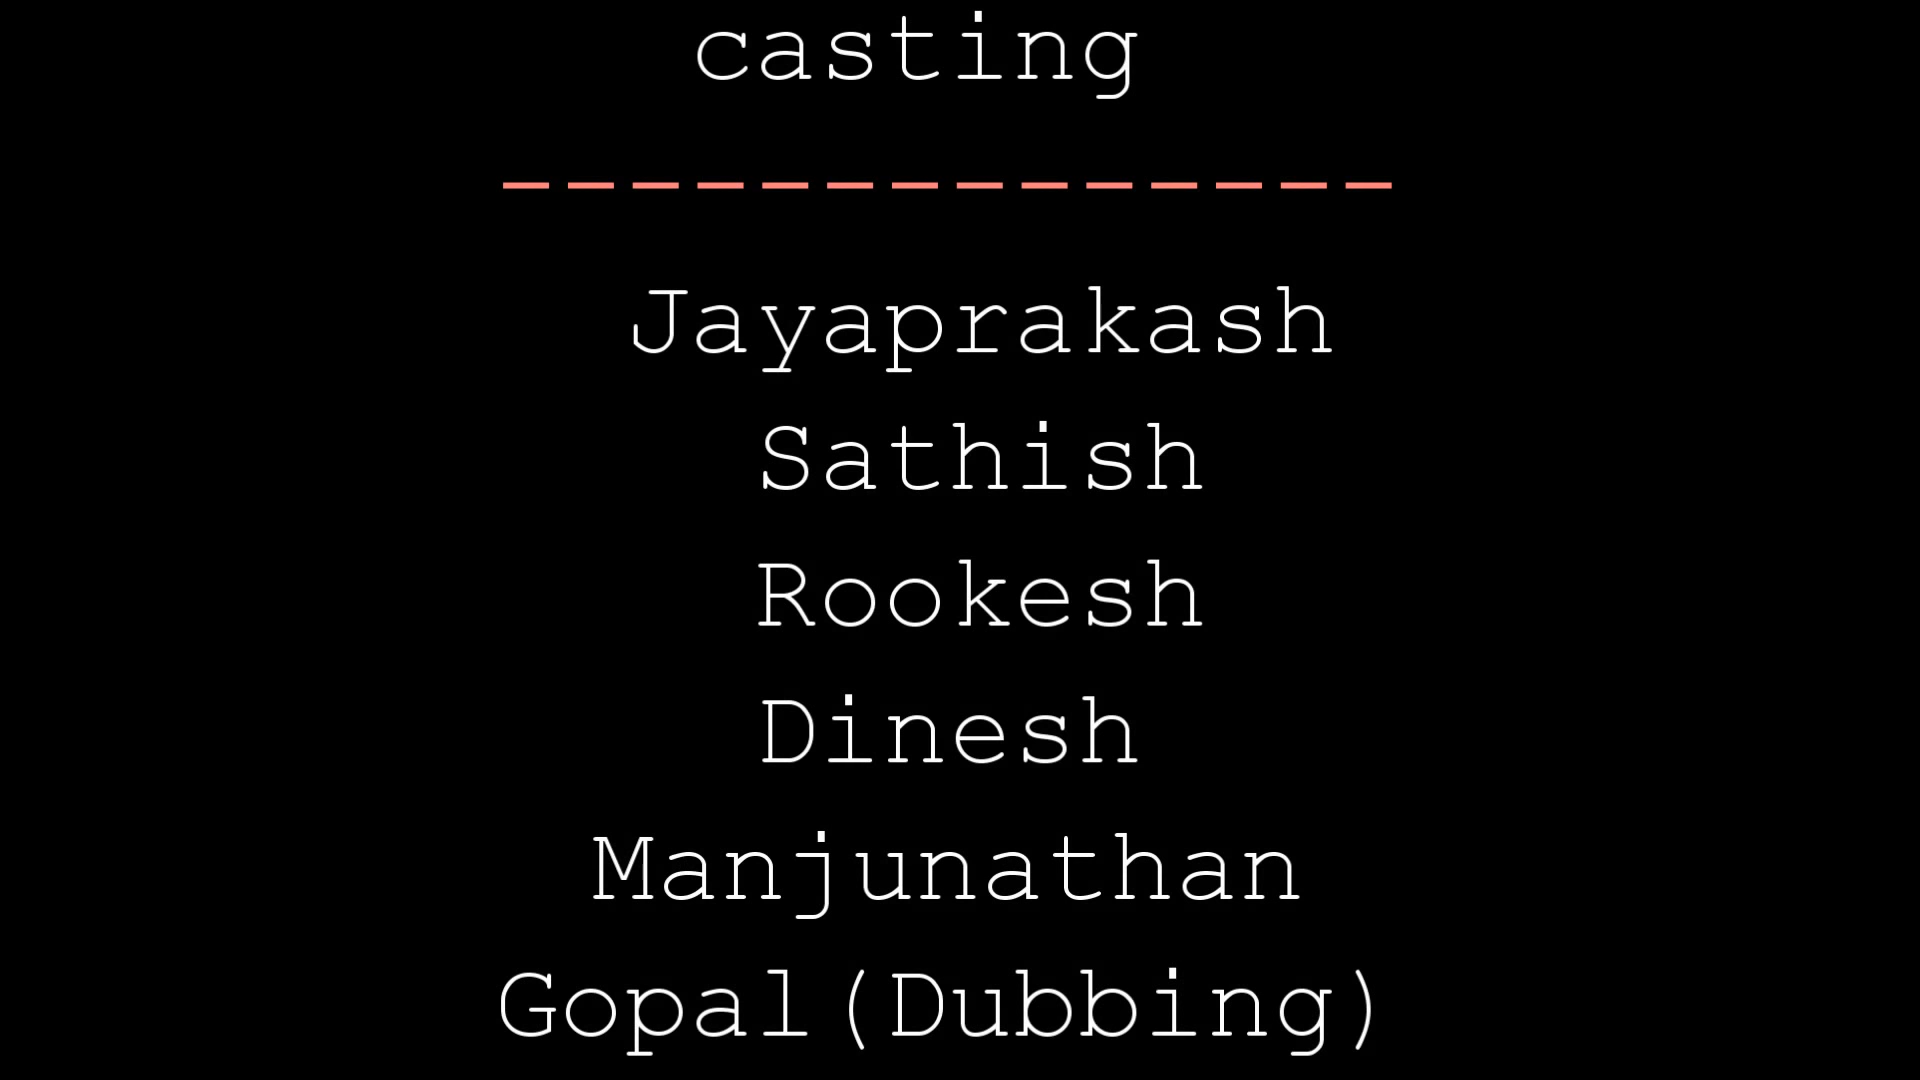 casting
--------------
Jayaprakash
Sathish
Rookesh
Dinesh
Manjunathan
Gopal(Dubbing)